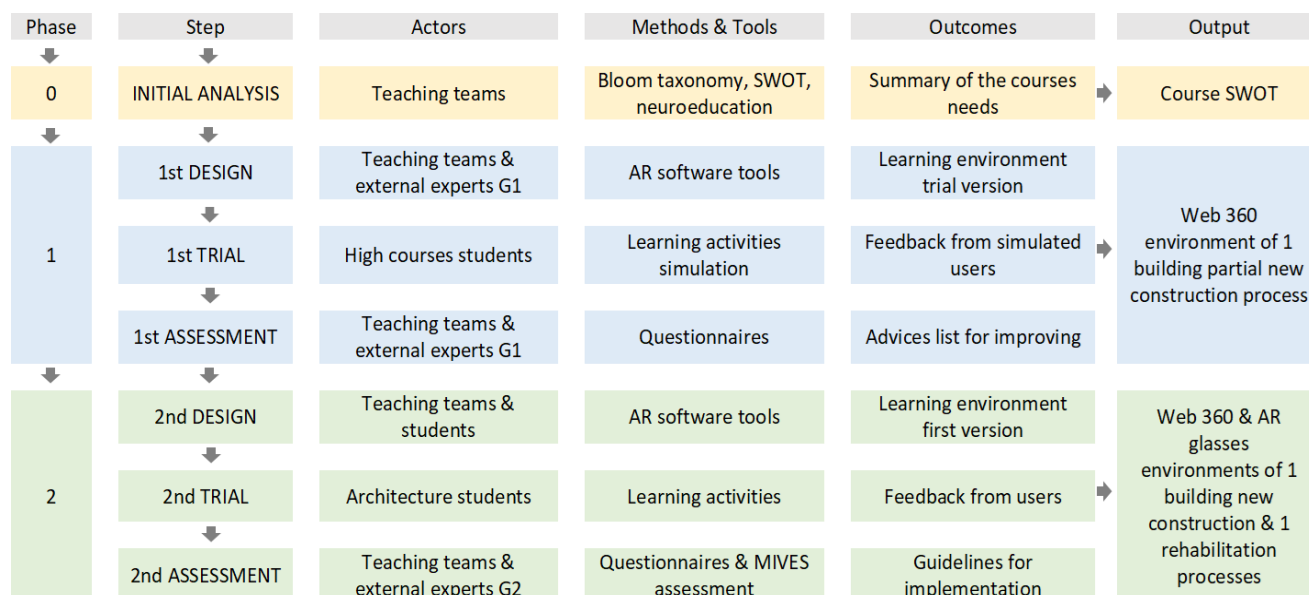 Phase
Step
Actors
Methods & Tools
Outcomes
Output
0
INITIAL ANALYSIS
Teaching teams
Bloom taxonomy, SWOT,
neuroeducation
Summary of the courses
needs
Course SWOT
1
1st DESIGN
Teaching teams &
external experts G1
AR software tools
Learning environment
trial version
1st TRIAL
High courses students
Learning activities
simulation
Feedback from simulated
users
1st ASSESSMENT
Teaching teams &
external experts G1
Questionnaires
Advices list for improving
Web 360
environment of 1
building partial new
construction process
2
2nd DESIGN
Teaching teams &
students
AR software tools
Learning environment
first version
2nd TRIAL
Architecture students
Learning activities
Feedback from users
2nd ASSESSMENT
Teaching teams &
external experts G2
Questionnaires & MIVES
assessment
Guidelines for
implementation
Web 360 & AR
glasses
environments of 1
building new
construction & 1
rehabilitation
processes